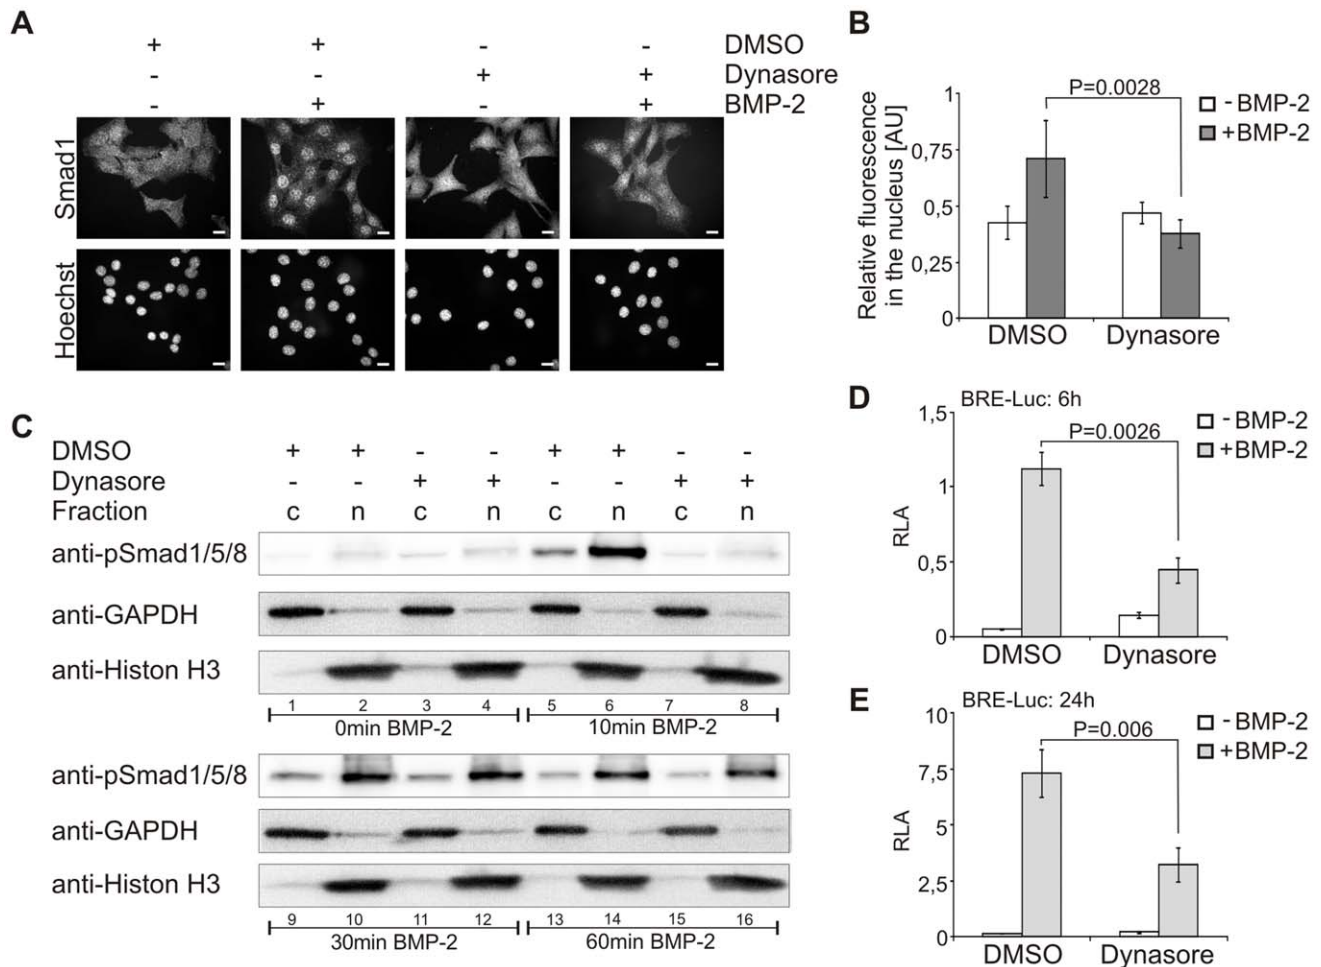 A
+ + - - DMSO
- - + + Dynasore
- + - + BMP-2
Smad1
Hoechst
B
P=0.0028
- BMP-2
+BMP-2
Relative fluorescence
in the nucleus [AU]
1
0,75
0,5
0,25
0
DMSO Dynasore
C
DMSO + + - - + + - -
Dynasore - - + + - - + +
Fraction c n c n c n c n
anti-pSmad1/5/8
anti-GAPDH
anti-Histon H3
1 2 3 4 5 6 7 8
0min BMP-2 10min BMP-2
anti-pSmad1/5/8
anti-GAPDH
anti-Histon H3
9 10 11 12 13 14 15 16
30min BMP-2 60min BMP-2
D
BRE-Luc: 6h
P=0.0026
- BMP-2
+BMP-2
RLA
1,5
1
0,5
0
DMSO Dynasore
E
BRE-Luc: 24h
P=0.006
- BMP-2
+BMP-2
RLA
10
7,5
5
2,5
0
DMSO Dynasore